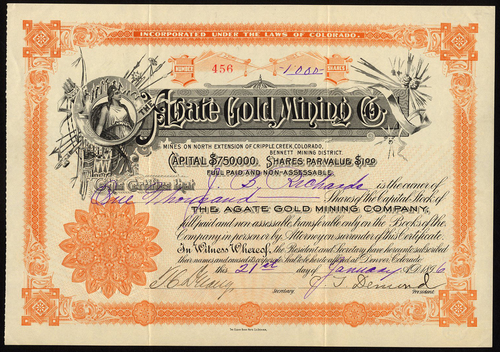 INCORPORATED UNDER THE LAWS OF COLORADO.
NUMBER 456 1000 SHARES
THE Agate Gold Mining Co.
MINES ON NORTH EXTENSION OF CRIPPLE CREEK, COLORADO,
BENNETT MINING DISTRICT.
CAPITAL $750,000. SHARES PAR VALUE $1.00
FULL PAID AND NON-ASSESSABLE.
This Certifies that J. B. Richards is the owner of
One Thousand Shares of the Capital Stock of
THE AGATE GOLD MINING COMPANY,
full paid and non assessable, transferable only on the Books of the
Company, in person or by Attorney on surrender of this Certificate.
In Witness Whereof, the President and Secretary have hereunto subscribed
their names and caused the corporate Seal to be hereto affixed at Denver, Colorado
this 21st day of January A.D. 1896
Secretary J. S. Demond President